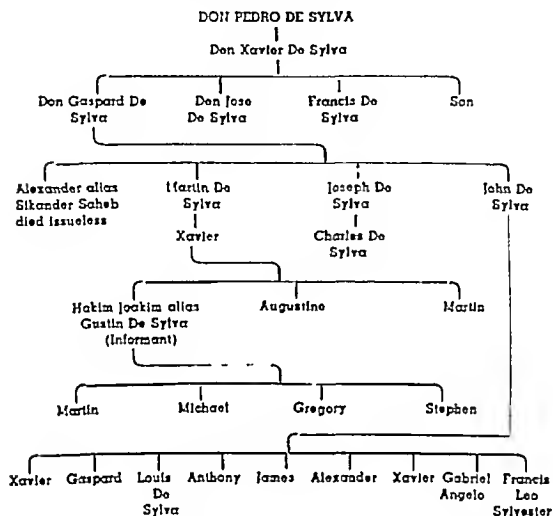 DON PEDRO DE SYLVA
Don Xavier De Sylva
Don Gaspard De Sylva
Don Jose De Sylva
Francis De Sylva
Son
Alexander alias Sikander Saheb died issueless
Martin De Sylva
Joseph De Sylva
John De Sylva
Xavier
Charles De Sylva
Hakim Joakim alias Gustin De Sylva (Informant)
Augustine
Martin
Martin
Michael
Gregory
Stephen
Xavier
Gaspard
Louis De Sylva
Anthony
James
Alexander
Xavier
Gabriel Angelo
Francis Leo Sylvester